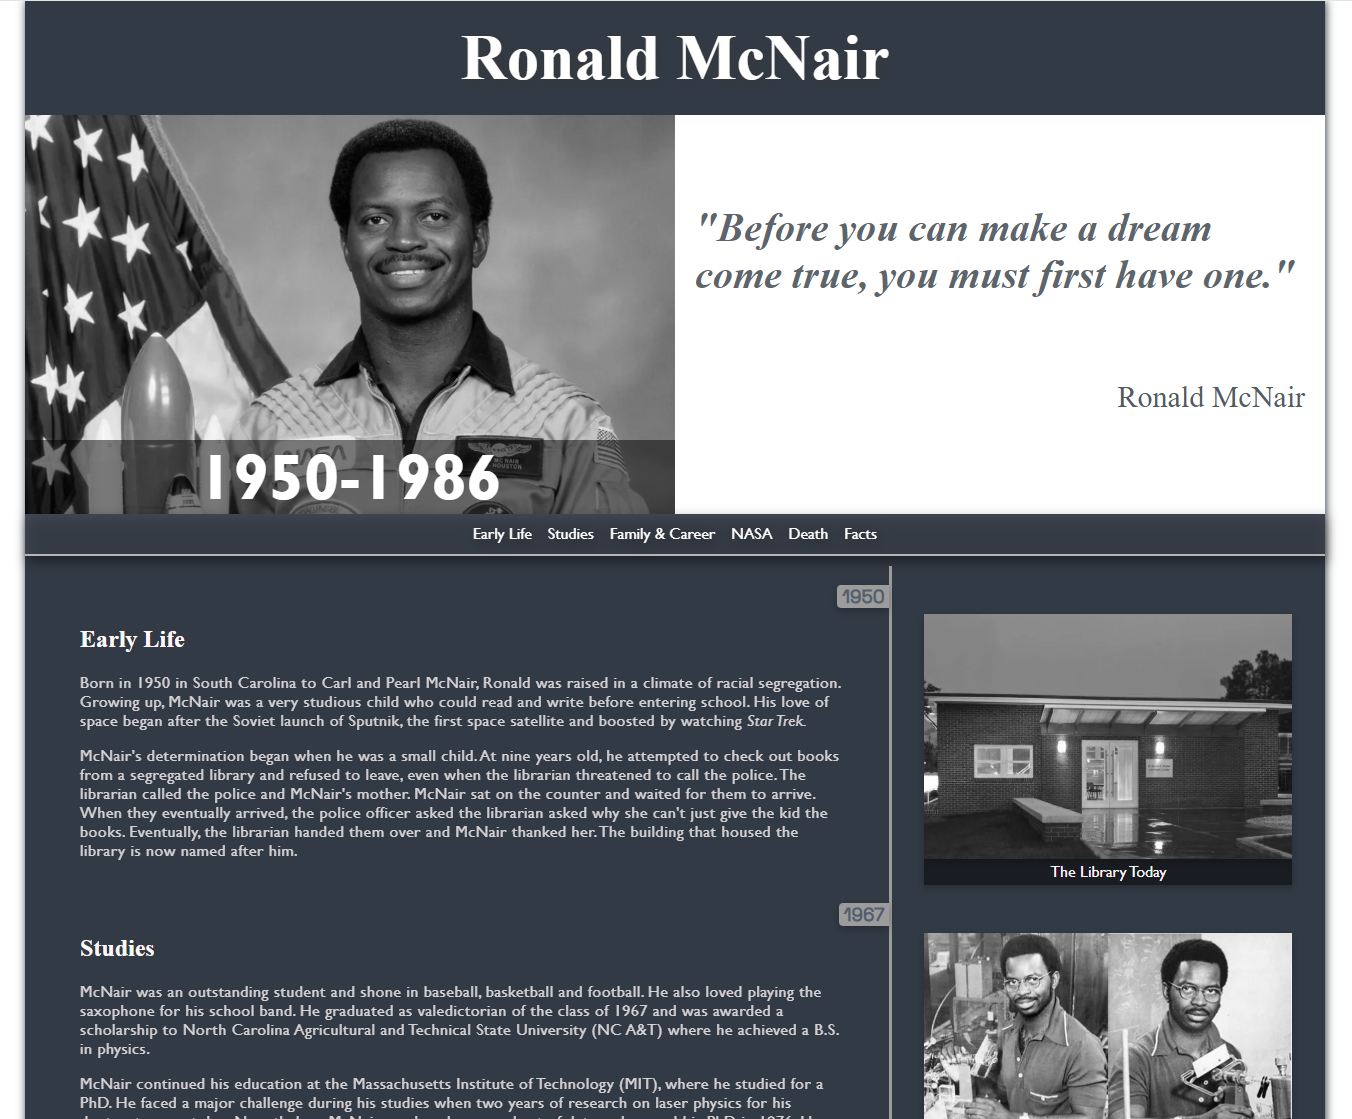 Ronald McNair
"Before you can make a dream
come true, you must first have one."
Ronald McNair
NASA
MC NAIR
HOUSTON
1950-1986
Early Life Studies Family & Career NASA Death Facts
1950
Early Life
Born in 1950 in South Carolina to Carl and Pearl McNair, Ronald was raised in a climate of racial segregation.
Growing up, McNair was a very studious child who could read and write before entering school. His love of
space began after the Soviet launch of Sputnik, the first space satellite and boosted by watching Star Trek.
McNair's determination began when he was a small child. At nine years old, he attempted to check out books
from a segregated library and refused to leave, even when the librarian threatened to call the police. The
librarian called the police and McNair's mother. McNair sat on the counter and waited for them to arrive.
When they eventually arrived, the police officer asked the librarian asked why she can't just give the kid the
books. Eventually, the librarian handed them over and McNair thanked her. The building that housed the
library is now named after him.
The Library Today
1967
Studies
McNair was an outstanding student and shone in baseball, basketball and football. He also loved playing the
saxophone for his school band. He graduated as valedictorian of the class of 1967 and was awarded a
scholarship to North Carolina Agricultural and Technical State University (NC A&T) where he achieved a B.S.
in physics.
McNair continued his education at the Massachusetts Institute of Technology (MIT), where he studied for a
PhD. He faced a major challenge during his studies when two years of research on laser physics for his